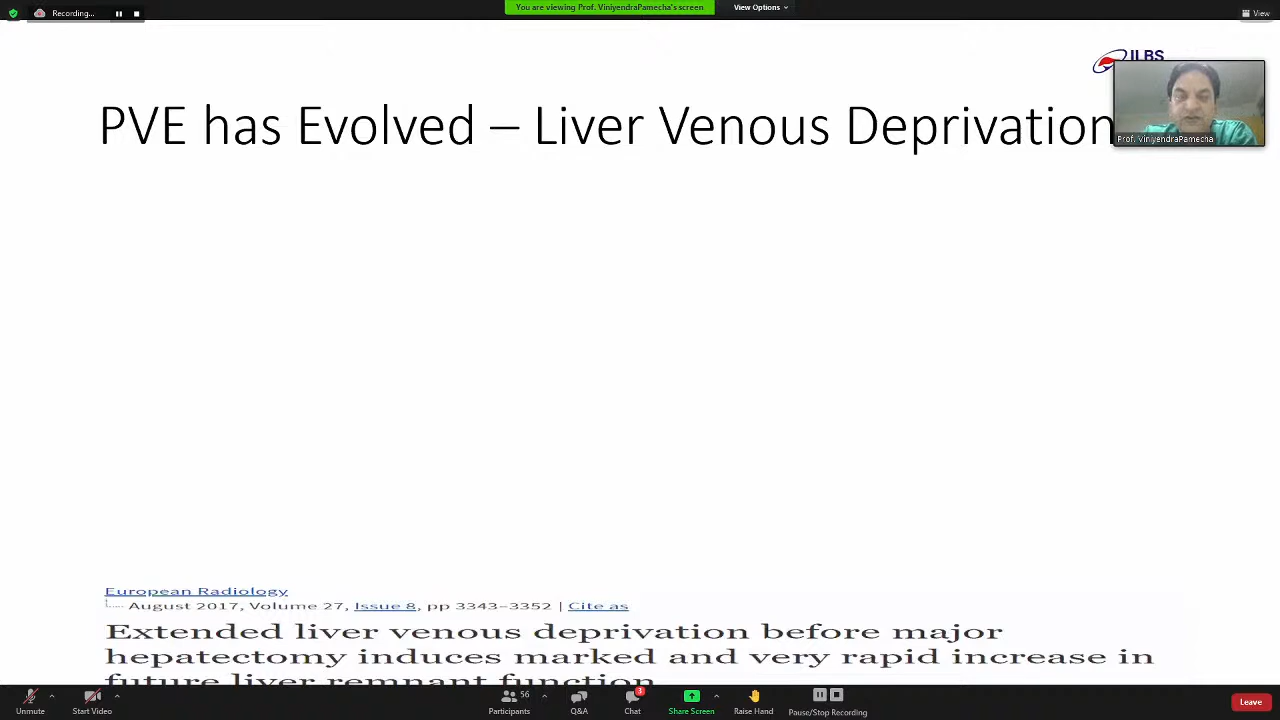 Recording...
You are viewing Prof. ViniyendraPamecha's screen
View Options
View
ILBS
PVE has Evolved – Liver Venous Deprivation
Prof. ViniyendraPamecha
European Radiology
August 2017, Volume 27, Issue 8, pp 3343–3352 | Cite as
Extended liver venous deprivation before major
hepatectomy induces marked and very rapid increase in
future liver remnant function
Unmute
Start Video
56
Participants
Q&A
3
Chat
Share Screen
Raise Hand
Pause/Stop Recording
Leave